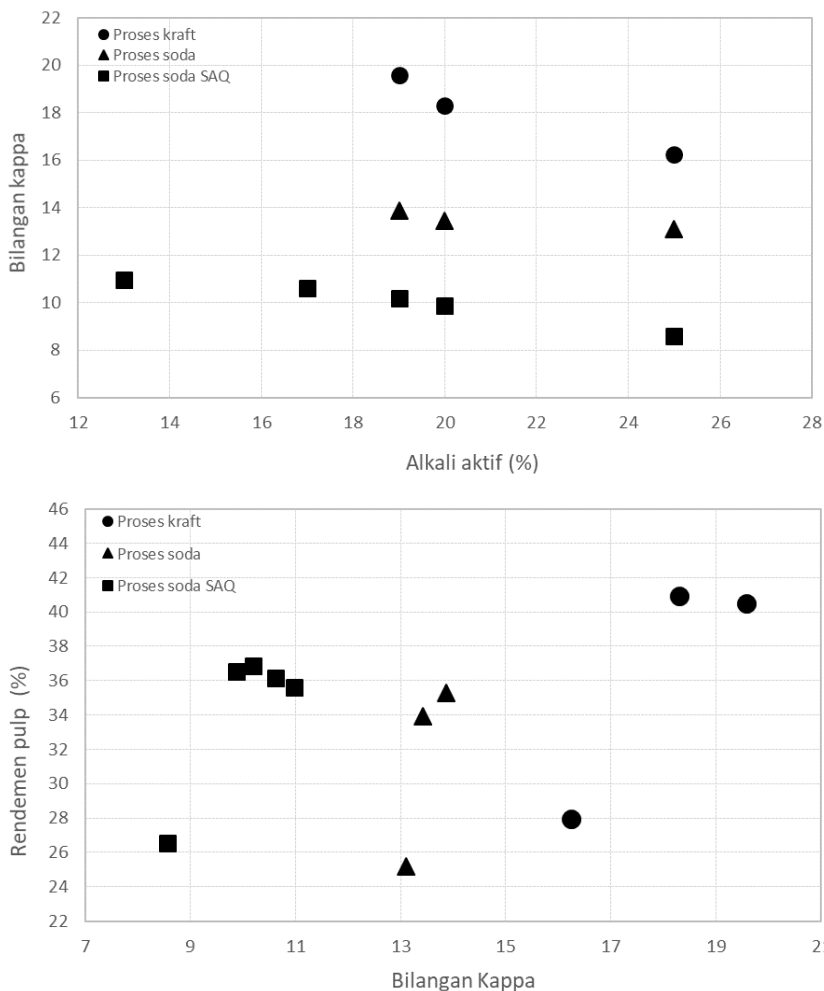 22
20
18
16
14
12
10
8
6
Bilangan kappa
Proses kraft
Proses soda
Proses soda SAQ
12 14 16 18 20 22 24 26 28
Alkali aktif (%)
46
44
42
40
38
36
34
32
30
28
26
24
22
Rendemen pulp (%)
Proses kraft
Proses soda
Proses soda SAQ
7 9 11 13 15 17 19
Bilangan Kappa